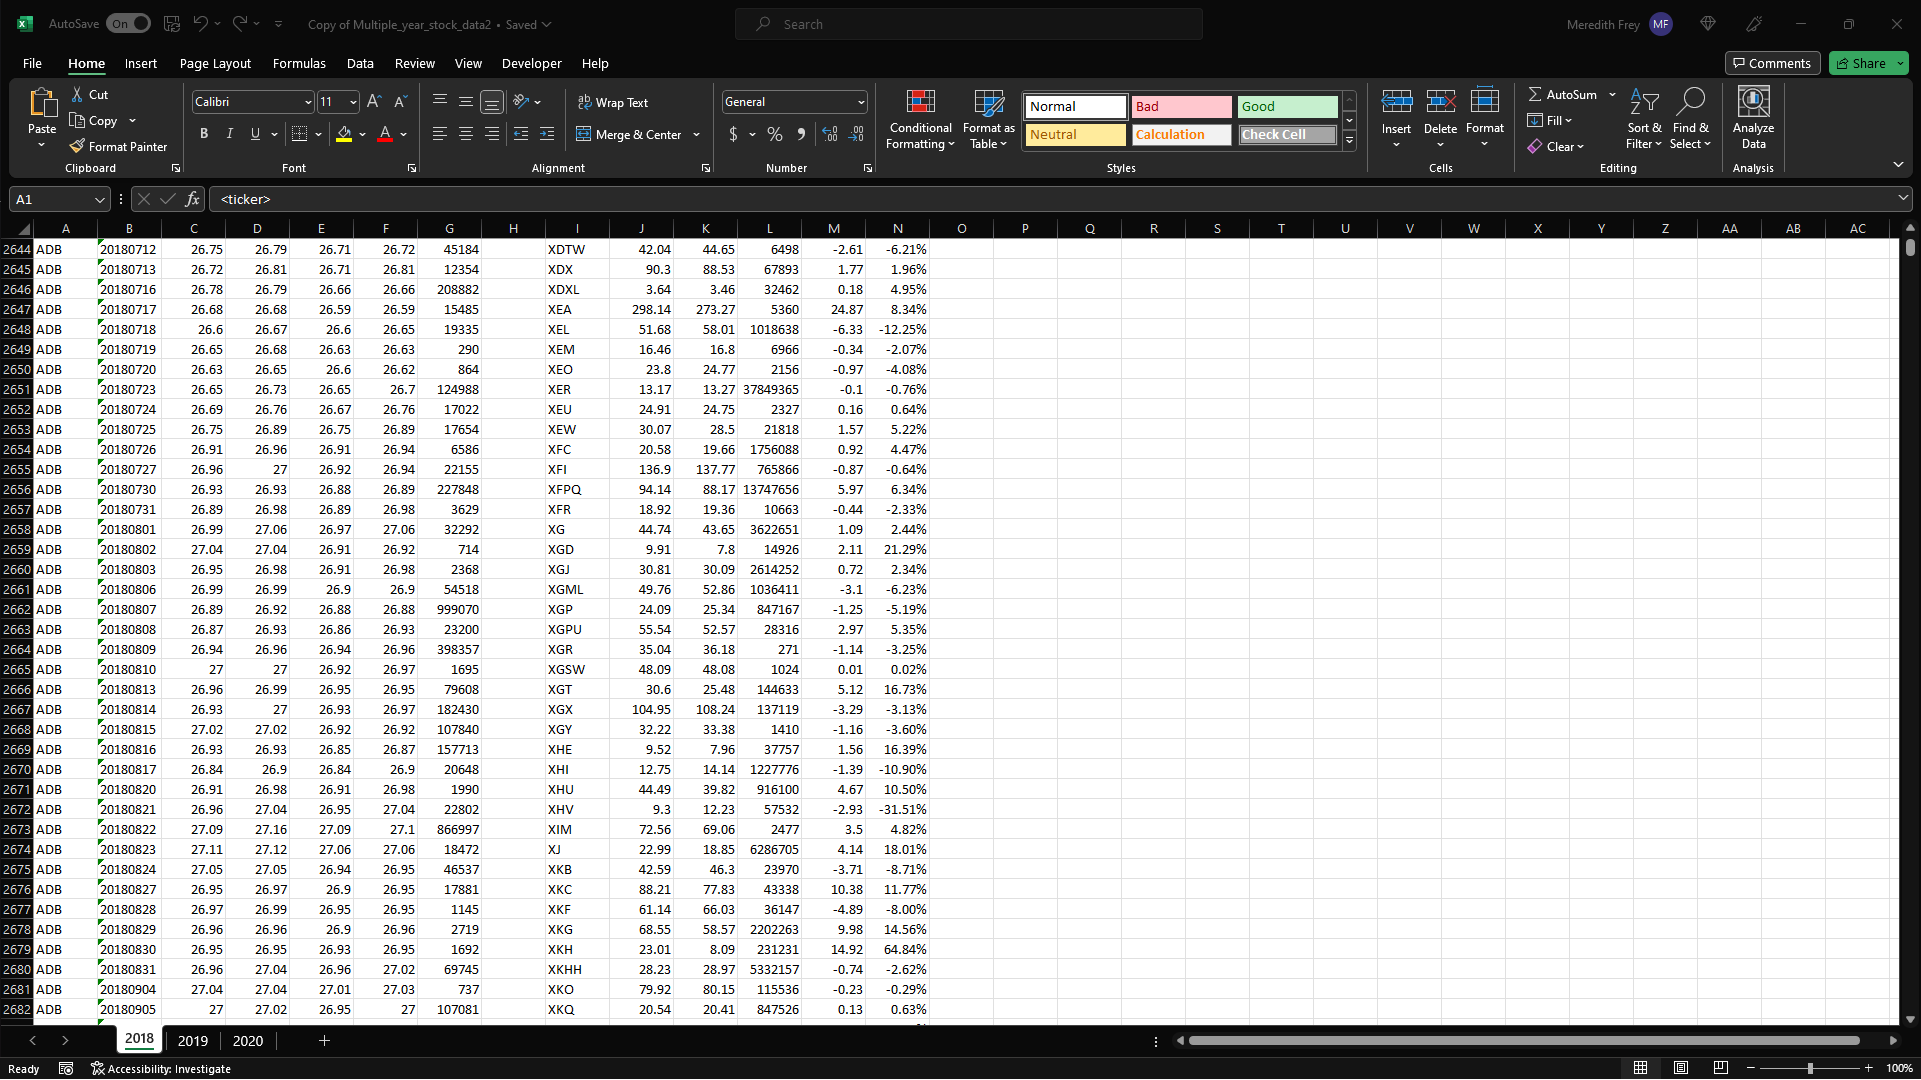 AutoSave On Copy of Multiple_year_stock_data2 • Saved Search Meredith Frey MF
File Home Insert Page Layout Formulas Data Review View Developer Help Comments Share
Paste Cut Copy Format Painter Clipboard
Calibri 11 B I U A Font
Wrap Text Merge & Center Alignment
General $ % Number
Conditional Formatting Format as Table Normal Bad Good Neutral Calculation Check Cell Styles
Insert Delete Format Cells
AutoSum Fill Clear Sort & Filter Find & Select Editing
Analyze Data Analysis
A1 fx <ticker>
A B C D E F G H I J K L M N O P Q R S T U V W X Y Z AA AB AC
2644 ADB 20180712 26.75 26.79 26.71 26.72 45184 XDTW 42.04 44.65 6498 -2.61 -6.21%
2645 ADB 20180713 26.72 26.81 26.71 26.81 12354 XDX 90.3 88.53 67893 1.77 1.96%
2646 ADB 20180716 26.78 26.79 26.66 26.66 208882 XDXL 3.64 3.46 32462 0.18 4.95%
2647 ADB 20180717 26.68 26.68 26.59 26.59 15485 XEA 298.14 273.27 5360 24.87 8.34%
2648 ADB 20180718 26.6 26.67 26.6 26.65 19335 XEL 51.68 58.01 1018638 -6.33 -12.25%
2649 ADB 20180719 26.65 26.68 26.63 26.63 290 XEM 16.46 16.8 6966 -0.34 -2.07%
2650 ADB 20180720 26.63 26.65 26.6 26.62 864 XEO 23.8 24.77 2156 -0.97 -4.08%
2651 ADB 20180723 26.65 26.73 26.65 26.7 124988 XER 13.17 13.27 37849365 -0.1 -0.76%
2652 ADB 20180724 26.69 26.76 26.67 26.76 17022 XEU 24.91 24.75 2327 0.16 0.64%
2653 ADB 20180725 26.75 26.89 26.75 26.89 17654 XEW 30.07 28.5 21818 1.57 5.22%
2654 ADB 20180726 26.91 26.96 26.91 26.94 6586 XFC 20.58 19.66 1756088 0.92 4.47%
2655 ADB 20180727 26.96 27 26.92 26.94 22155 XFI 136.9 137.77 765866 -0.87 -0.64%
2656 ADB 20180730 26.93 26.93 26.88 26.89 227848 XFPQ 94.14 88.17 13747656 5.97 6.34%
2657 ADB 20180731 26.89 26.98 26.89 26.98 3629 XFR 18.92 19.36 10663 -0.44 -2.33%
2658 ADB 20180801 26.99 27.06 26.97 27.06 32292 XG 44.74 43.65 3622651 1.09 2.44%
2659 ADB 20180802 27.04 27.04 26.91 26.92 714 XGD 9.91 7.8 14926 2.11 21.29%
2660 ADB 20180803 26.95 26.98 26.91 26.98 2368 XGJ 30.81 30.09 2614252 0.72 2.34%
2661 ADB 20180806 26.99 26.99 26.9 26.9 54518 XGML 49.76 52.86 1036411 -3.1 -6.23%
2662 ADB 20180807 26.89 26.92 26.88 26.88 999070 XGP 24.09 25.34 847167 -1.25 -5.19%
2663 ADB 20180808 26.87 26.93 26.86 26.93 23200 XGPU 55.54 52.57 28316 2.97 5.35%
2664 ADB 20180809 26.94 26.96 26.94 26.96 398357 XGR 35.04 36.18 271 -1.14 -3.25%
2665 ADB 20180810 27 27 26.92 26.97 1695 XGSW 48.09 48.08 1024 0.01 0.02%
2666 ADB 20180813 26.96 26.99 26.95 26.95 79608 XGT 30.6 25.48 144633 5.12 16.73%
2667 ADB 20180814 26.93 27 26.93 26.97 182430 XGX 104.95 108.24 137119 -3.29 -3.13%
2668 ADB 20180815 27.02 27.02 26.92 26.92 107840 XGY 32.22 33.38 1410 -1.16 -3.60%
2669 ADB 20180816 26.93 26.93 26.85 26.87 157713 XHE 9.52 7.96 37757 1.56 16.39%
2670 ADB 20180817 26.84 26.9 26.84 26.9 20648 XHI 12.75 14.14 1227776 -1.39 -10.90%
2671 ADB 20180820 26.91 26.98 26.91 26.98 1990 XHU 44.49 39.82 916100 4.67 10.50%
2672 ADB 20180821 26.96 27.04 26.95 27.04 22802 XHV 9.3 12.23 57532 -2.93 -31.51%
2673 ADB 20180822 27.09 27.16 27.09 27.1 866997 XIM 72.56 69.06 2477 3.5 4.82%
2674 ADB 20180823 27.11 27.12 27.06 27.06 18472 XJ 22.99 18.85 6286705 4.14 18.01%
2675 ADB 20180824 27.05 27.05 26.94 26.95 46537 XKB 42.59 46.3 23970 -3.71 -8.71%
2676 ADB 20180827 26.95 26.97 26.9 26.95 17881 XKC 88.21 77.83 43338 10.38 11.77%
2677 ADB 20180828 26.97 26.99 26.95 26.95 1145 XKF 61.14 66.03 36147 -4.89 -8.00%
2678 ADB 20180829 26.96 26.96 26.9 26.96 2719 XKG 68.55 58.57 2202263 9.98 14.56%
2679 ADB 20180830 26.95 26.95 26.93 26.95 1692 XKH 23.01 8.09 231231 14.92 64.84%
2680 ADB 20180831 26.96 27.04 26.96 27.02 69745 XKHH 28.23 28.97 5332157 -0.74 -2.62%
2681 ADB 20180904 27.04 27.04 27.01 27.03 737 XKO 79.92 80.15 115536 -0.23 -0.29%
2682 ADB 20180905 27 27.02 26.95 27 107081 XKQ 20.54 20.41 847526 0.13 0.63%
2018 2019 2020
Ready Accessibility: Investigate 100%